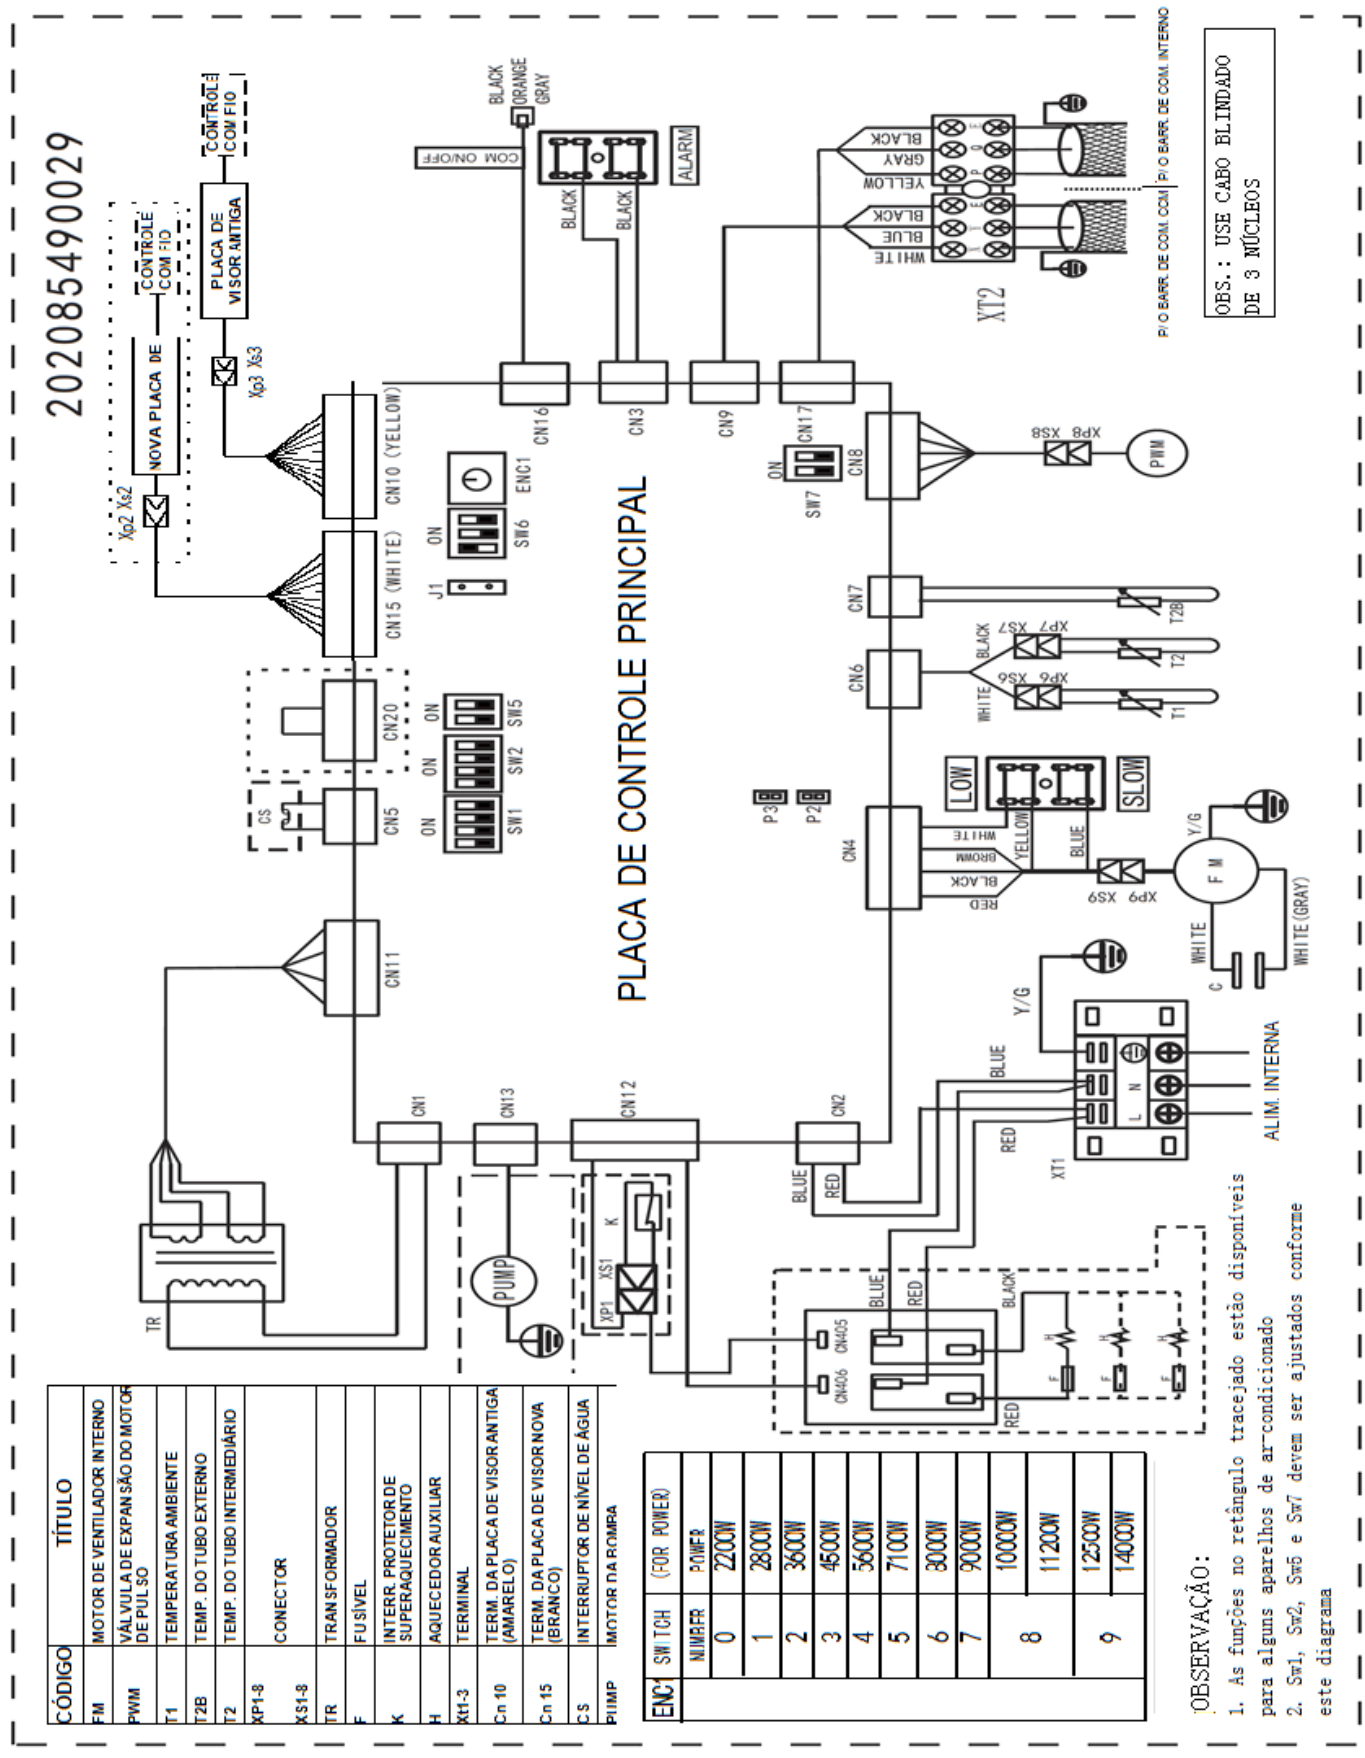 202085490029
CÓDIGO TÍTULO
FM MOTOR DE VENTILADOR INTERNO
PWM VÁLVULA DE EXPANSÃO DO MOTOR
DE PULSO
T1 TEMPERATURA AMBIENTE
T2B TEMP. DO TUBO EXTERNO
T2 TEMP. DO TUBO INTERMEDIÁRIO
XP1-8
CONECTOR
XS1-8
TR TRANSFORMADOR
F FUSÍVEL
K INTERR. PROTETOR DE
SUPERAQUECIMENTO
H AQUECEDOR AUXILIAR
Xt1-3 TERMINAL
Cn 10 TERM. DA PLACA DE VISOR ANTIGA
(AMARELO)
Cn 15 TERM. DA PLACA DE VISOR NOVA
(BRANCO)
CS INTERRUPTOR DE NÍVEL DE ÁGUA
PUMP MOTOR DA BOMBA
ENC1 SWITCH (FOR POWER)
NUMBER POWER
0 2200W
1 2800W
2 3600W
3 4500W
4 5600W
5 7100W
6 8000W
7 9000W
8 10000W
11200W
9 12500W
14000W
OBSERVAÇÃO:
1. As funções no retângulo tracejado estão disponíveis
para alguns aparelhos de ar-condicionado
2. Sw1, Sw2, Sw5 e Sw7 devem ser ajustados conforme
este diagrama
TR
CN11
CS
CN5
CN20
CN15 (WHITE)
CN10 (YELLOW)
Xp2 Xs2
NOVA PLACA DE
CONTROLE
COM FIO
Xp3 Xs3
PLACA DE
VISOR ANTIGA
CONTROLE
COM FIO
ON
SW1
ON
SW2
ON
SW5
J1
ON
SW6
ENC1
PLACA DE CONTROLE PRINCIPAL
CN1
CN13
PUMP
CN12
XP1 XS1
K
CN2
BLUE
RED
CN406
CN405
BLUE
RED
RED
BLACK
F
H
F
H
F
H
BLUE
RED
Y/G
XT1
L
N
ALIM. INTERNA
P3
P2
CN4
RED
BLACK
BROWM
WHITE
YELLOW
BLUE
LOW
SLOW
XS9 XP9
F M
Y/G
WHITE
C
WHITE(GRAY)
CN6
WHITE
BLACK
XS6 XP6
XS7 XP7
T1
T2
CN7
T2B
ON
SW7
CN8
XS8 XP8
PWM
CN16
CN3
CN9
CN17
COM ON/OFF
BLACK
ORANGE
GRAY
BLACK
BLACK
ALARM
WHITE
BLUE
BLACK
YELLOW
GRAY
BLACK
XT2
P/ O BARR. DE COM. COM
P/ O BARR. DE COM. INTERNO
OBS.: USE CABO BLINDADO
DE 3 NÚCLEOS